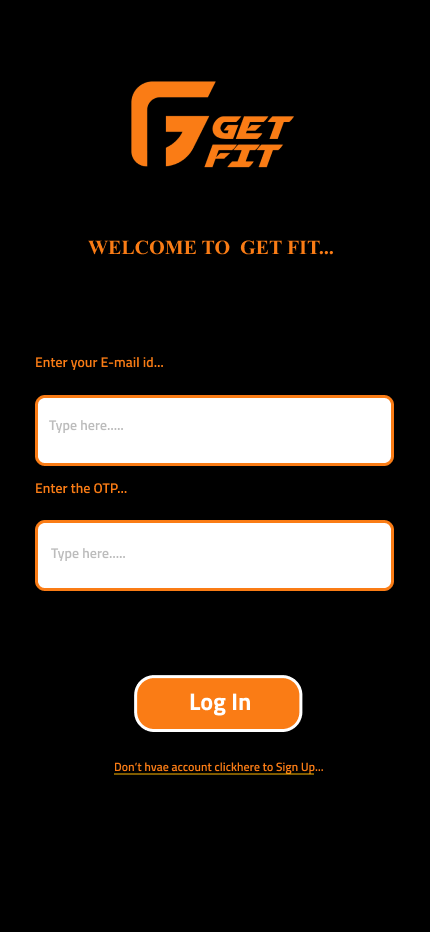 GET
FIT
WELCOME TO  GET FIT...
Enter your E-mail id...
Type here.....
Enter the OTP...
Type here.....
Log In
Don't hvae account clickhere to Sign Up...